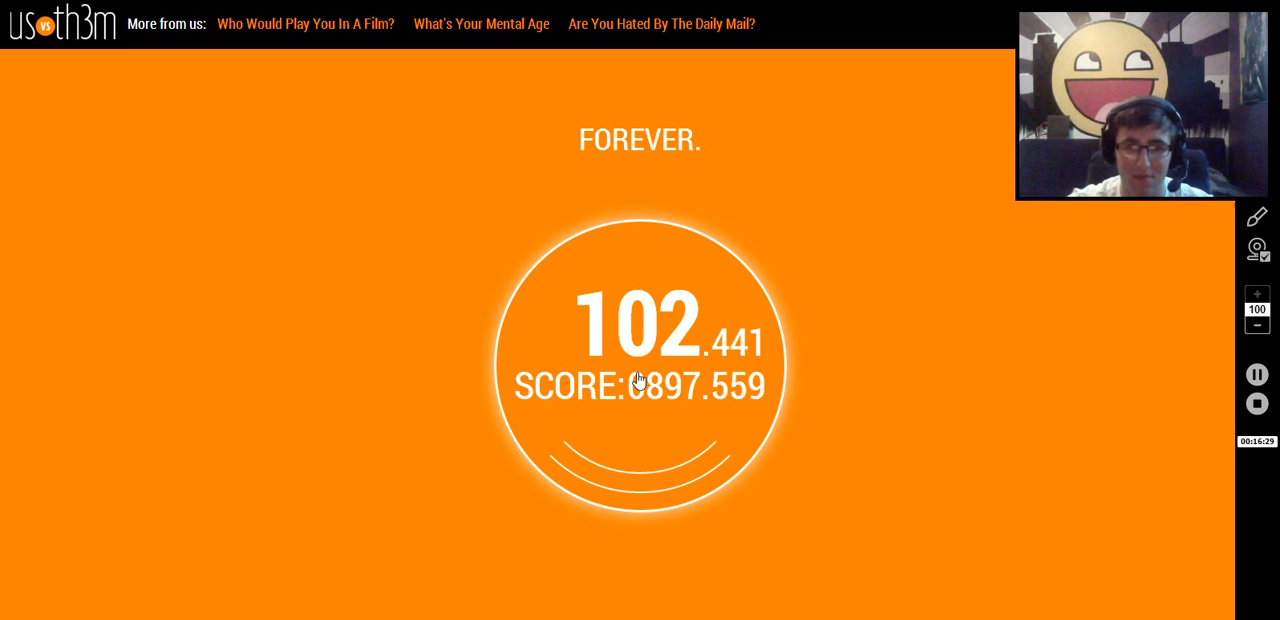 usvsth3m More from us: Who Would Play You In A Film? What's Your Mental Age Are You Hated By The Daily Mail?
FOREVER.
102.441
SCORE:0897.559
100
00:16:29